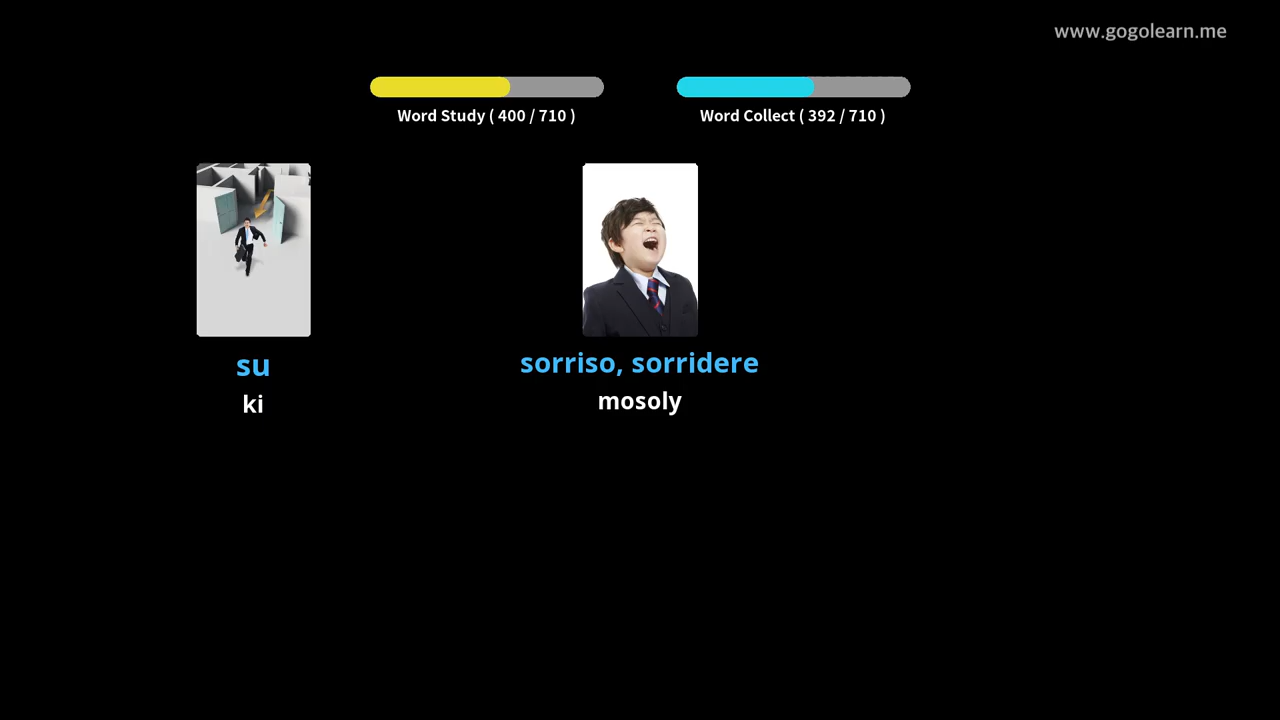 www.gogolearn.me
Word Study ( 400 / 710 )
Word Collect ( 392 / 710 )
su
ki
sorriso, sorridere
mosoly